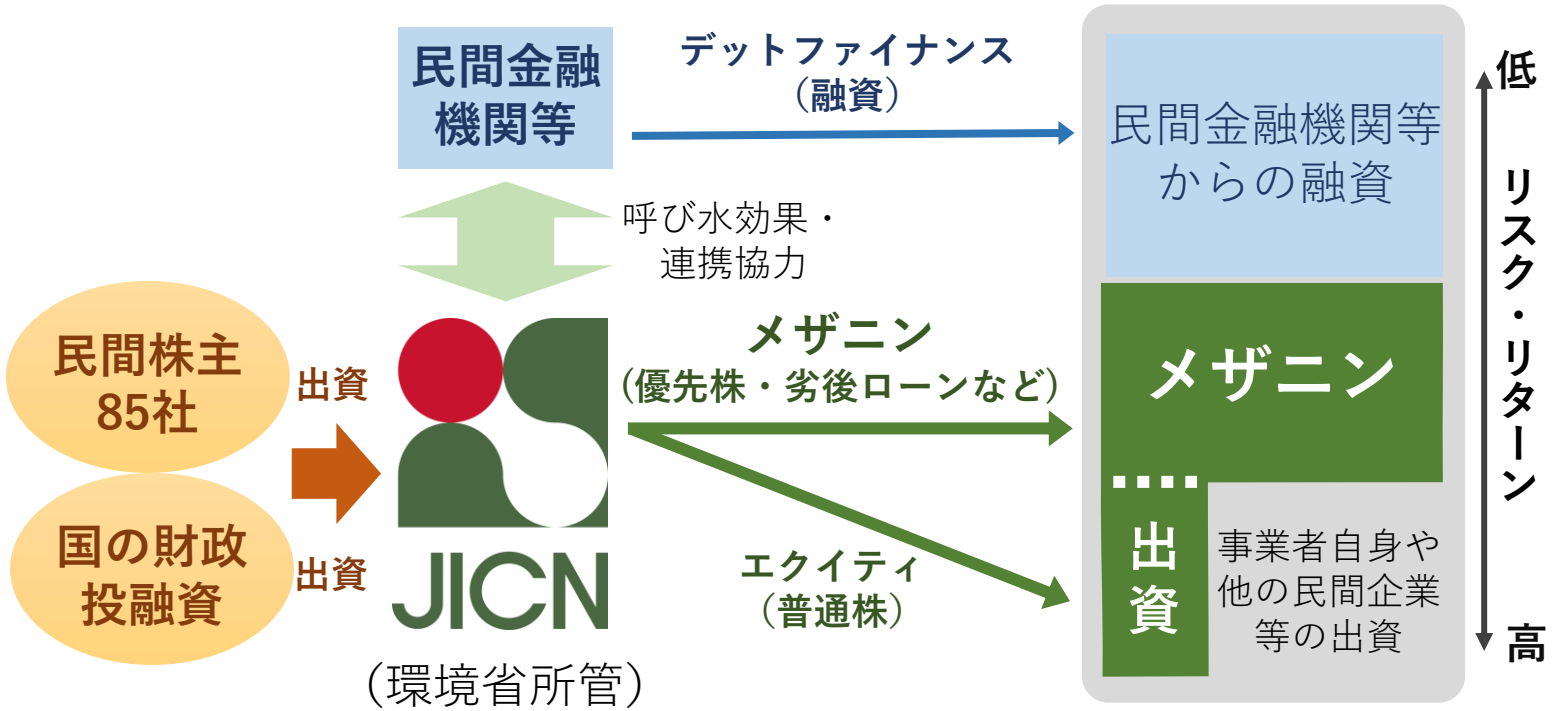 民間金融
機関等
デットファイナンス
（融資）
民間金融機関等
からの融資
低
リスク・リターン
高
呼び水効果・
連携協力
民間株主
85社
出資
国の財政
投融資
出資
JICN
（環境省所管）
メザニン
(優先株・劣後ローンなど)
エクイティ
（普通株）
メザニン
出資
事業者自身や
他の民間企業
等の出資